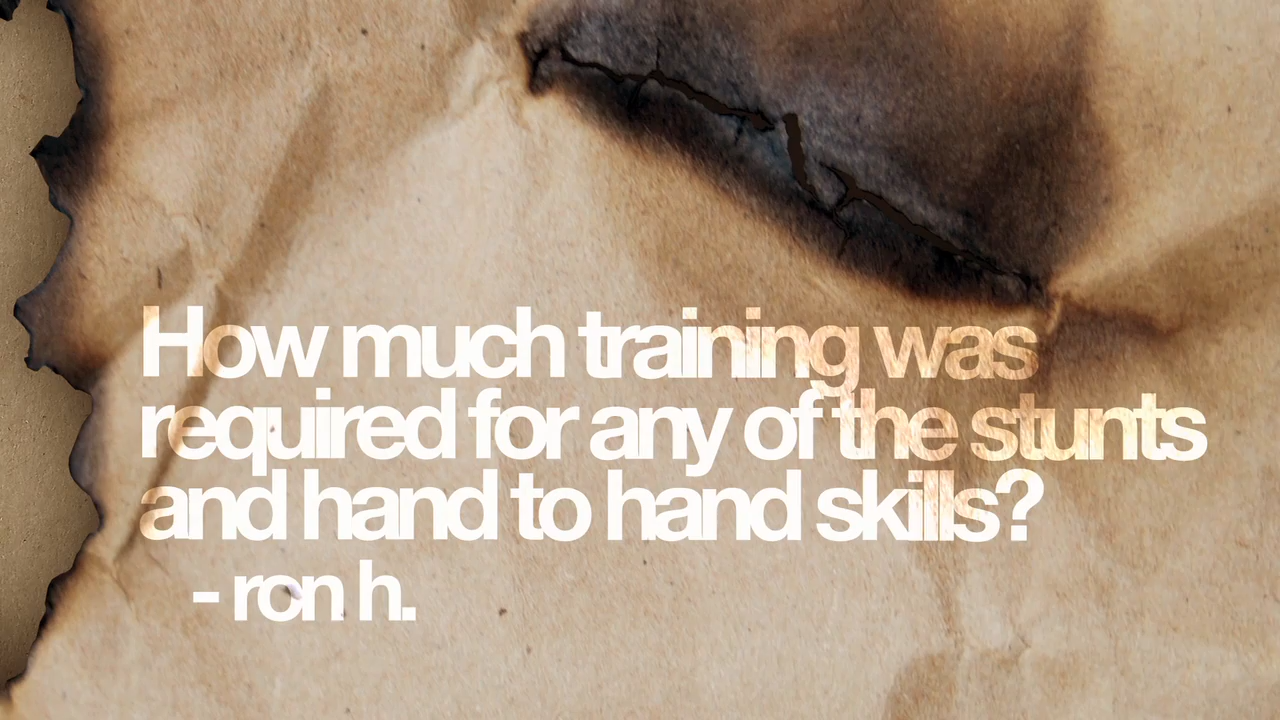 How much training was
required for any of the stunts
and hand to hand skills?
- ron h.